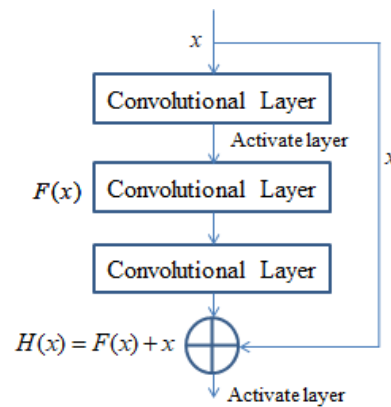 x
Convolutional Layer
Activate layer
x
F(x)
Convolutional Layer
Convolutional Layer
H(x) = F(x) + x
Activate layer